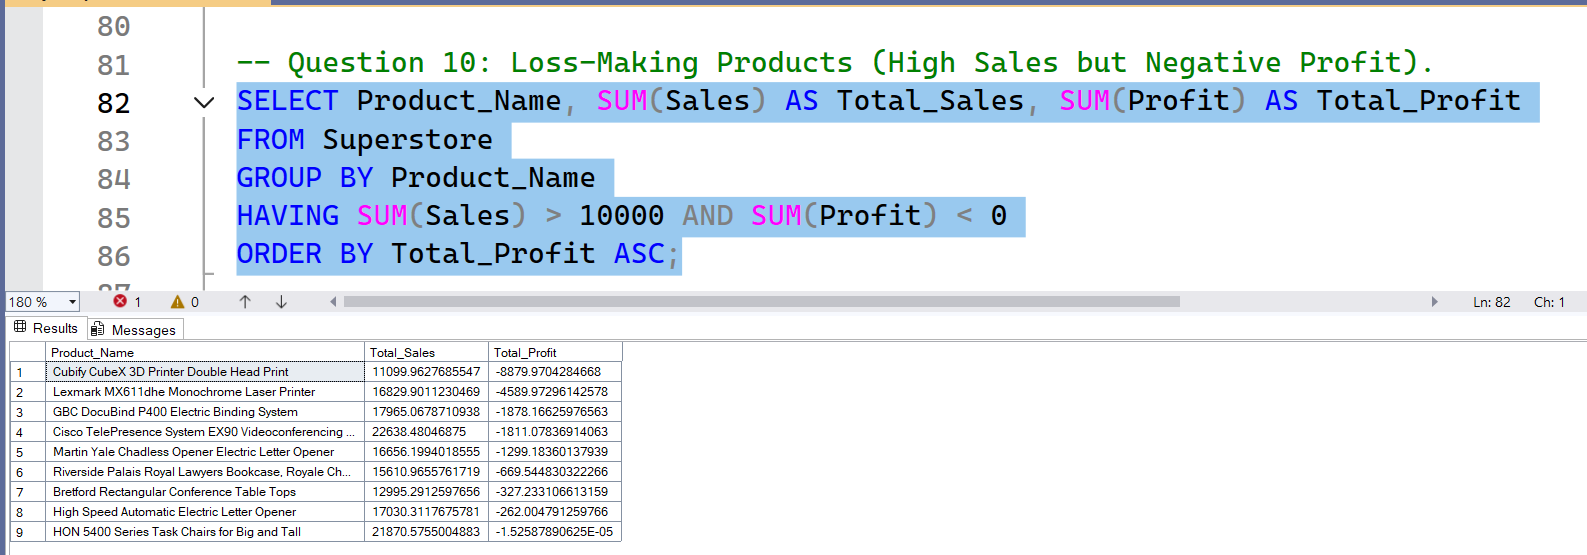 80
81 -- Question 10: Loss-Making Products (High Sales but Negative Profit).
82 SELECT Product_Name, SUM(Sales) AS Total_Sales, SUM(Profit) AS Total_Profit
83 FROM Superstore
84 GROUP BY Product_Name
85 HAVING SUM(Sales) > 10000 AND SUM(Profit) < 0
86 ORDER BY Total_Profit ASC;
87
180 % 1 0 Ln: 82 Ch: 1
Results Messages
Product_Name Total_Sales Total_Profit
1 Cubify CubeX 3D Printer Double Head Print 11099.9627685547 -8879.9704284668
2 Lexmark MX611dhe Monochrome Laser Printer 16829.9011230469 -4589.97296142578
3 GBC DocuBind P400 Electric Binding System 17965.0678710938 -1878.16625976563
4 Cisco TelePresence System EX90 Videoconferencing ... 22638.48046875 -1811.07836914063
5 Martin Yale Chadless Opener Electric Letter Opener 16656.1994018555 -1299.18360137939
6 Riverside Palais Royal Lawyers Bookcase, Royale Ch... 15610.9655761719 -669.544830322266
7 Bretford Rectangular Conference Table Tops 12995.2912597656 -327.233106613159
8 High Speed Automatic Electric Letter Opener 17030.3117675781 -262.004791259766
9 HON 5400 Series Task Chairs for Big and Tall 21870.5755004883 -1.52587890625E-05